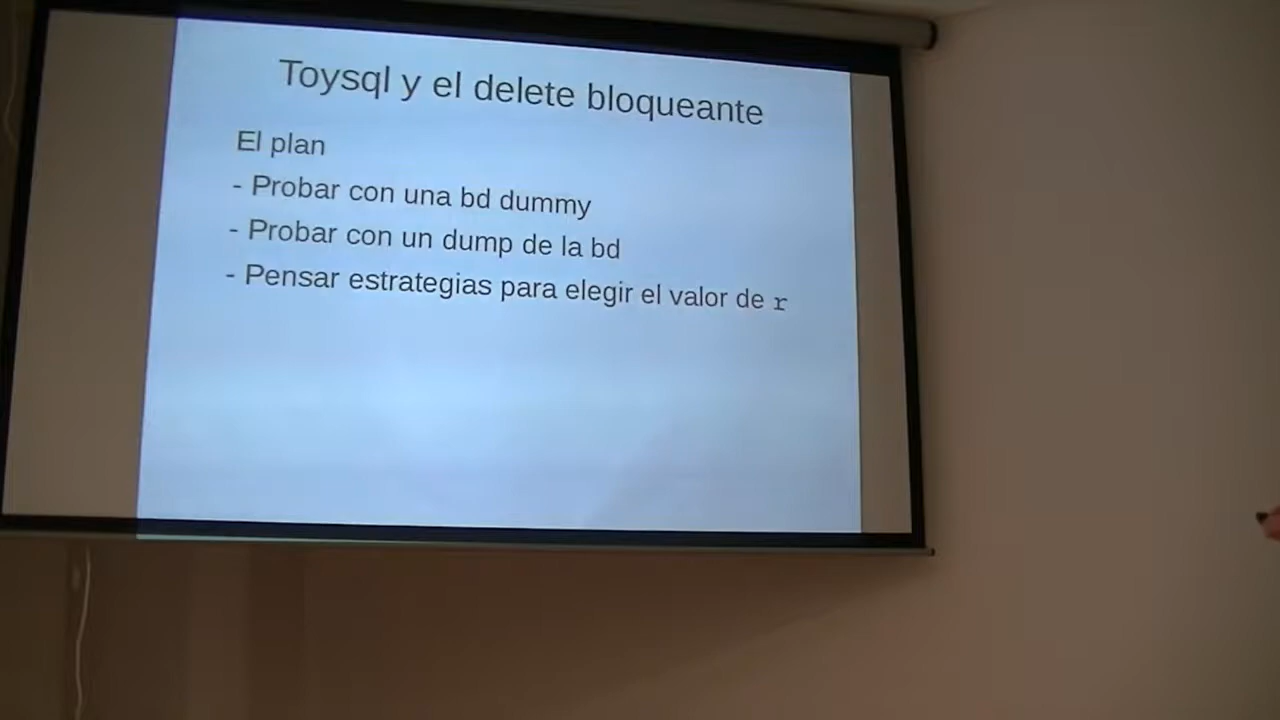 Toysql y el delete bloqueante
El plan
- Probar con una bd dummy
- Probar con un dump de la bd
- Pensar estrategias para elegir el valor de r